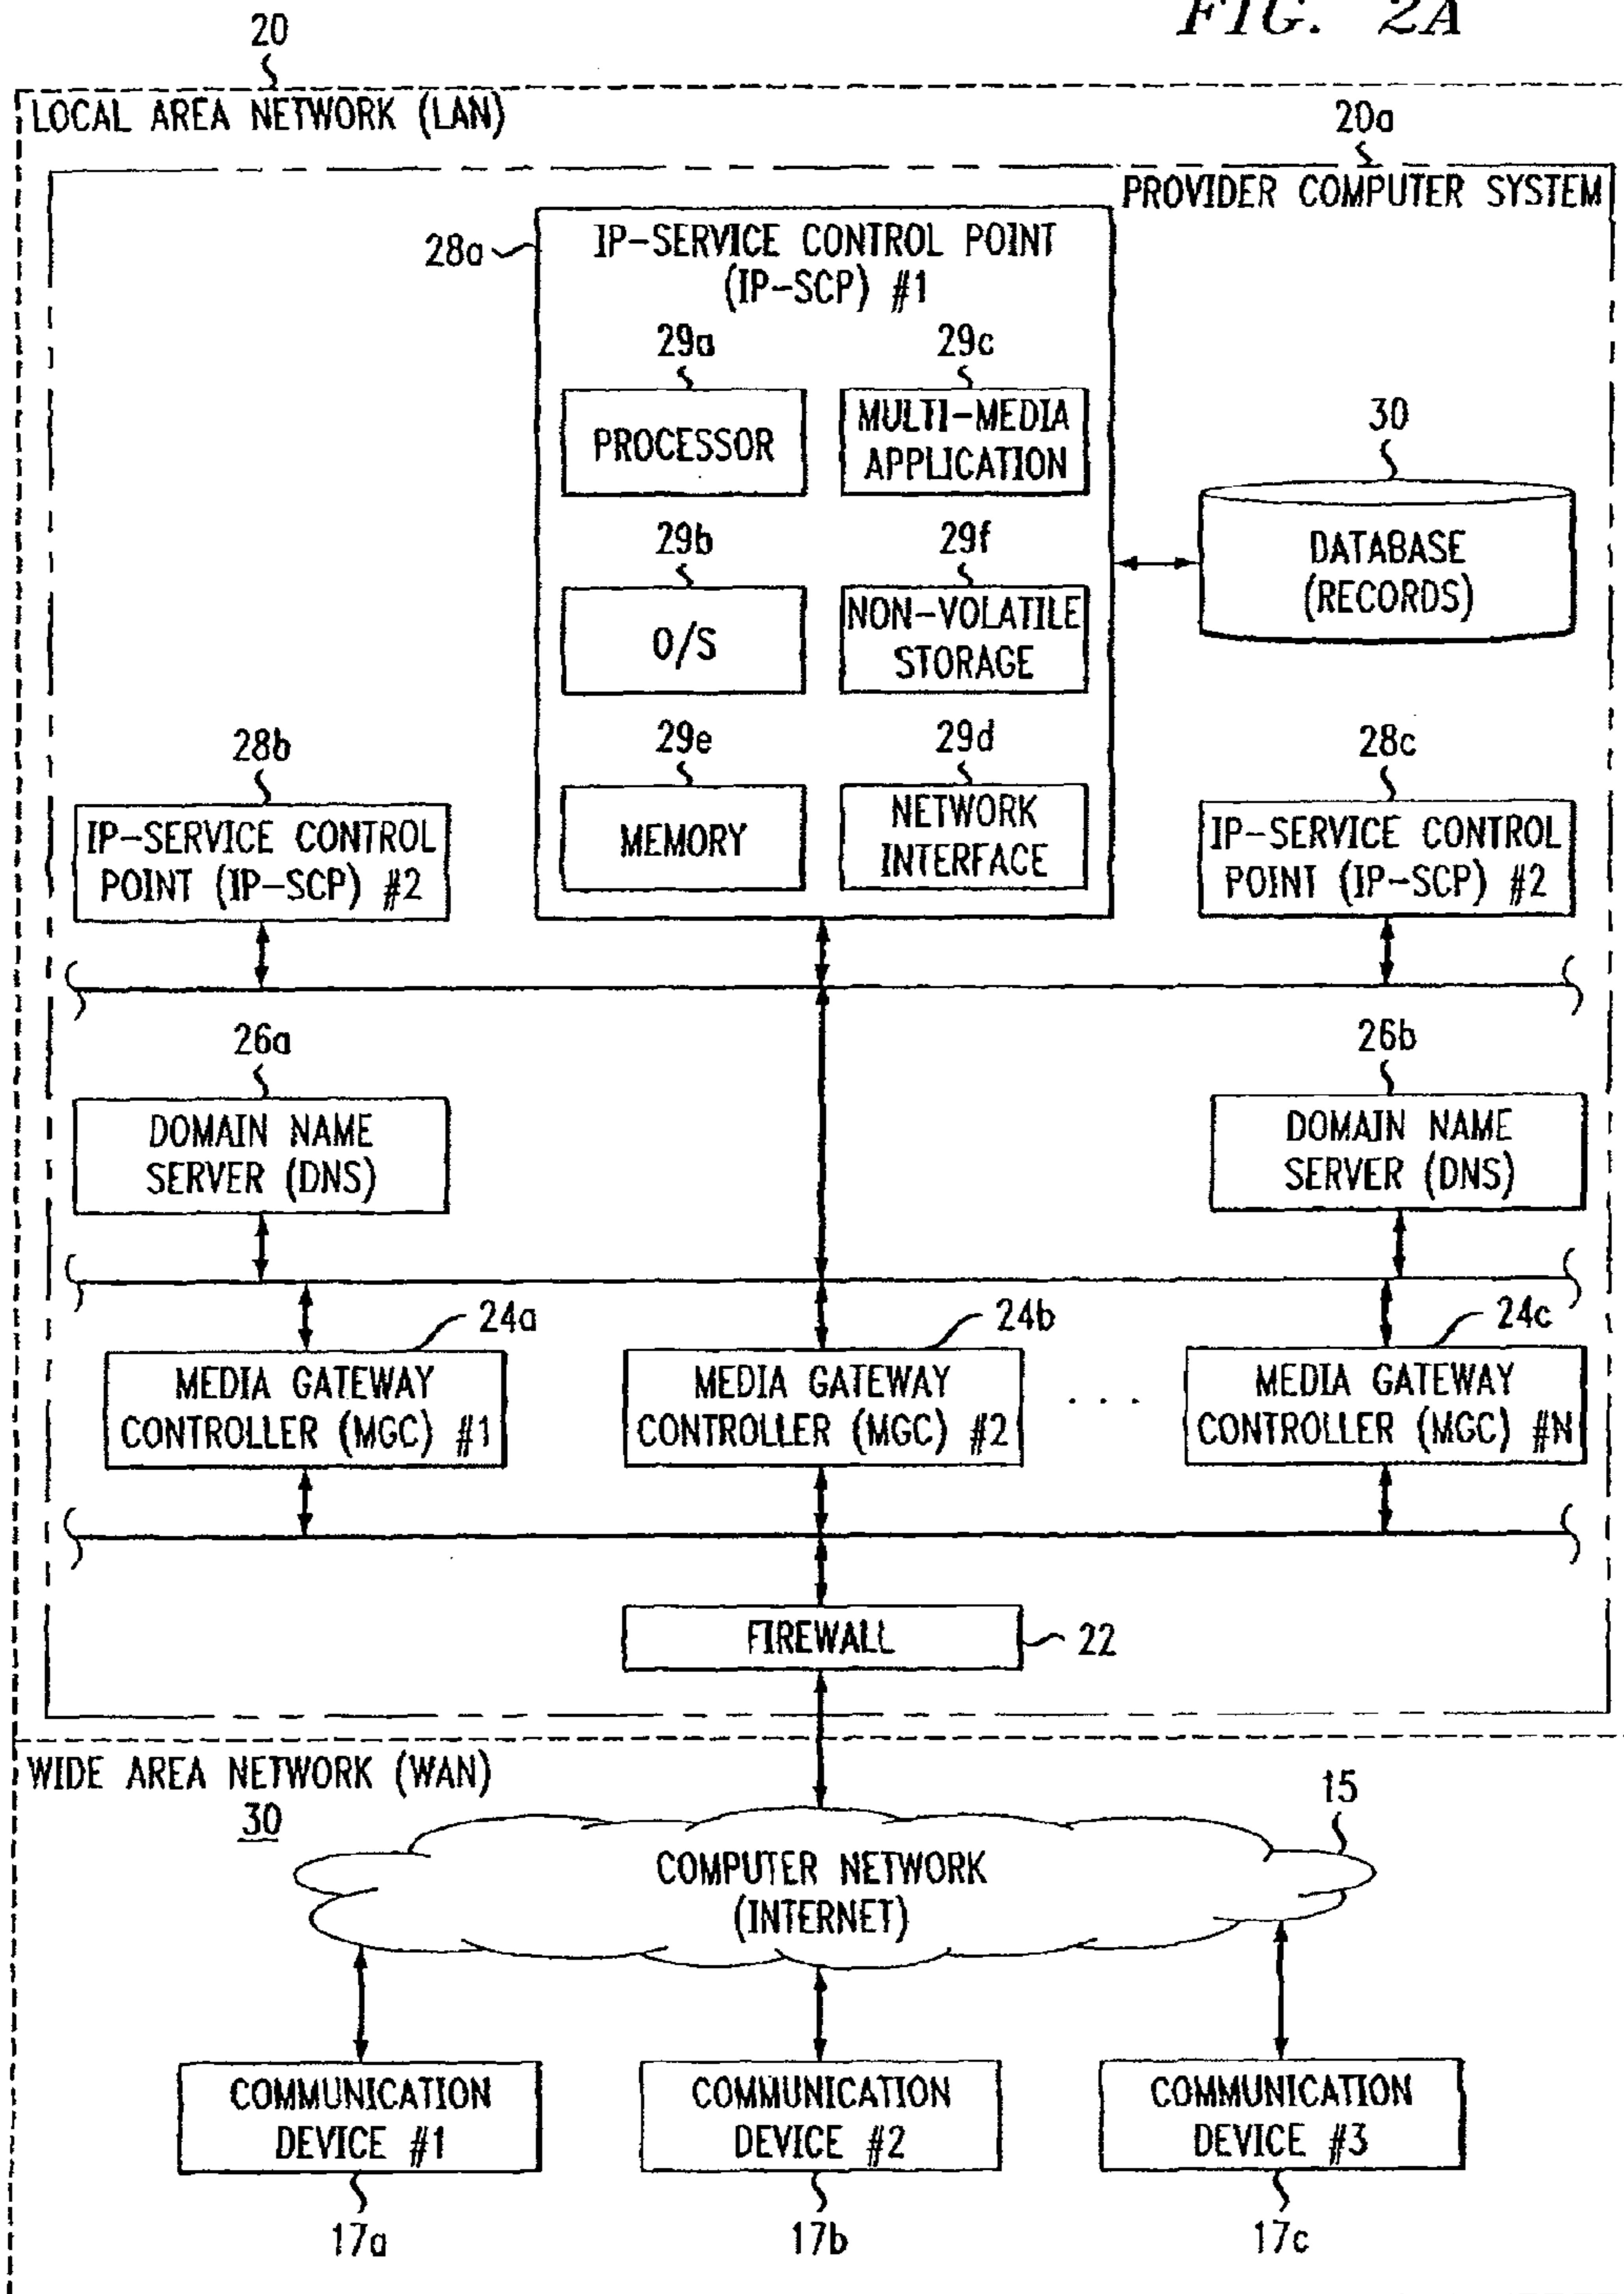 FIG. 2A
20
LOCAL AREA NETWORK (LAN)
20a
PROVIDER COMPUTER SYSTEM
28a
IP-SERVICE CONTROL POINT
(IP-SCP) #1
29a
29c
PROCESSOR
MULTI-MEDIA
APPLICATION
30
DATABASE
(RECORDS)
29b
29f
O/S
NON-VOLATILE
STORAGE
29e
29d
MEMORY
NETWORK
INTERFACE
28b
IP-SERVICE CONTROL
POINT (IP-SCP) #2
28c
IP-SERVICE CONTROL
POINT (IP-SCP) #2
26a
DOMAIN NAME
SERVER (DNS)
26b
DOMAIN NAME
SERVER (DNS)
24a
MEDIA GATEWAY
CONTROLLER (MGC) #1
24b
MEDIA GATEWAY
CONTROLLER (MGC) #2
. . .
24c
MEDIA GATEWAY
CONTROLLER (MGC) #N
FIREWALL
22
WIDE AREA NETWORK (WAN)
30
15
COMPUTER NETWORK
(INTERNET)
COMMUNICATION
DEVICE #1
17a
COMMUNICATION
DEVICE #2
17b
COMMUNICATION
DEVICE #3
17c